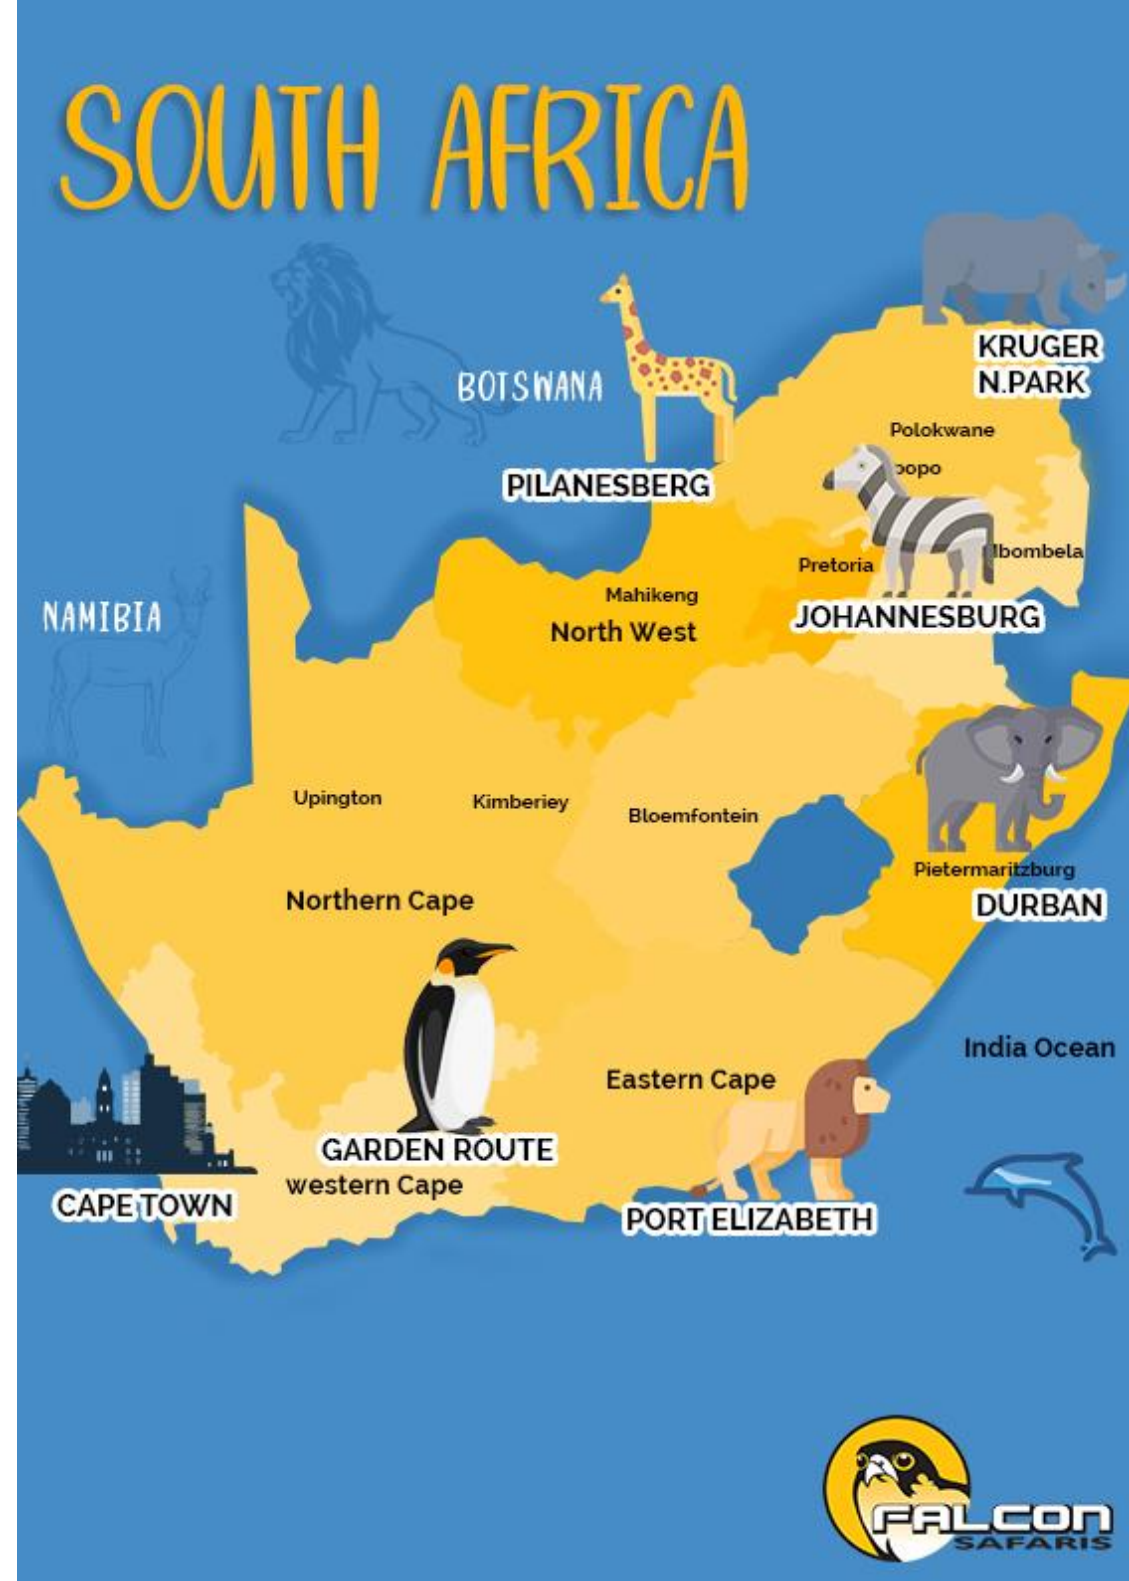 SOUTH AFRICA
KRUGER
N.PARK
BOTSWANA
Polokwane
PILANESBERG
Pretoria
Mahikeng
JOHANNESBURG
NAMIBIA
North West
Upington
Kimberiey
Bloemfontein
Pietermaritzburg
Northern Cape
DURBAN
India Ocean
Eastern Cape
GARDEN ROUTE
western Cape
CAPE TOWN
PORT ELIZABETH
FALCON
SAFARIS